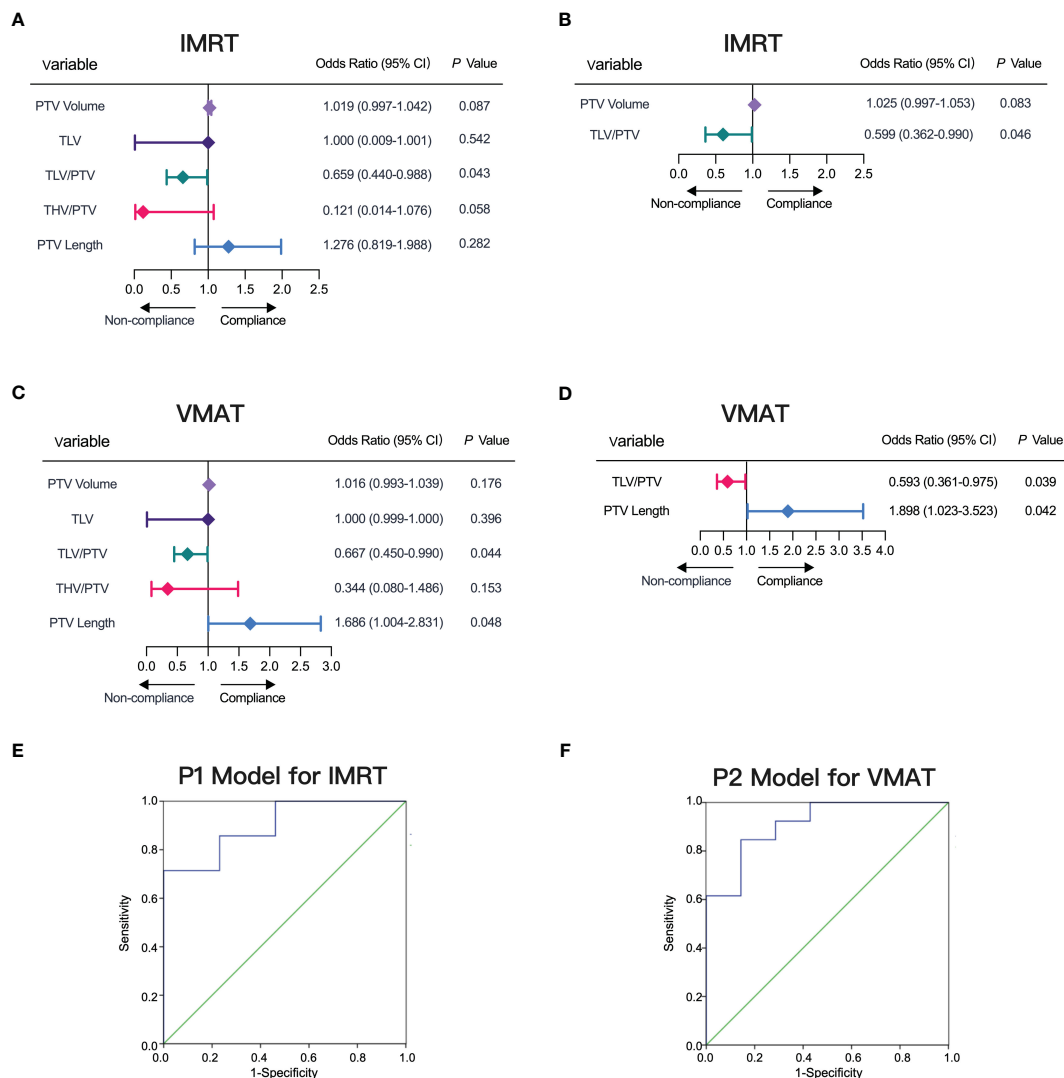 A
IMRT
variable Odds Ratio (95% CI) P Value
PTV Volume 1.019 (0.997-1.042) 0.087
TLV 1.000 (0.009-1.001) 0.542
TLV/PTV 0.659 (0.440-0.988) 0.043
THV/PTV 0.121 (0.014-1.076) 0.058
PTV Length 1.276 (0.819-1.988) 0.282
0.0 0.5 1.0 1.5 2.0 2.5
Non-compliance Compliance
B
IMRT
variable Odds Ratio (95% CI) P Value
PTV Volume 1.025 (0.997-1.053) 0.083
TLV/PTV 0.599 (0.362-0.990) 0.046
0.0 0.5 1.0 1.5 2.0 2.5
Non-compliance Compliance
C
VMAT
variable Odds Ratio (95% CI) P Value
PTV Volume 1.016 (0.993-1.039) 0.176
TLV 1.000 (0.999-1.000) 0.396
TLV/PTV 0.667 (0.450-0.990) 0.044
THV/PTV 0.344 (0.080-1.486) 0.153
PTV Length 1.686 (1.004-2.831) 0.048
0.0 0.5 1.0 1.5 2.0 2.5 3.0
Non-compliance Compliance
D
VMAT
variable Odds Ratio (95% CI) P Value
TLV/PTV 0.593 (0.361-0.975) 0.039
PTV Length 1.898 (1.023-3.523) 0.042
0.0 0.5 1.0 1.5 2.0 2.5 3.0 3.5 4.0
Non-compliance Compliance
E
P1 Model for IMRT
1.0
0.8
0.6
0.4
0.2
0.0
Sensitivity
0.0 0.2 0.4 0.6 0.8 1.0
1-Specificity
F
P2 Model for VMAT
1.0
0.8
0.6
0.4
0.2
0.0
Sensitivity
0.0 0.2 0.4 0.6 0.8 1.0
1-Specificity